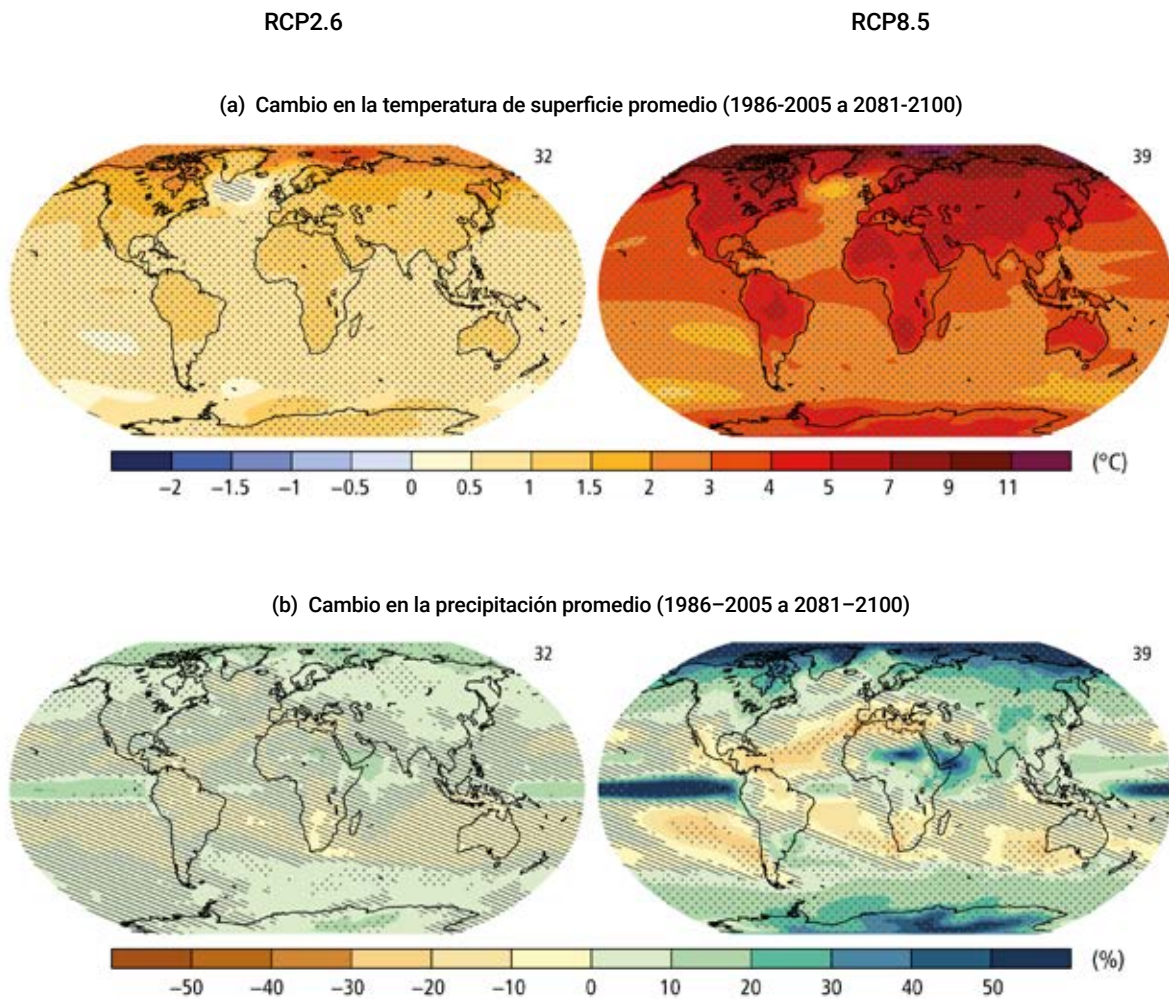 RCP2.6 RCP8.5
(a) Cambio en la temperatura de superficie promedio (1986-2005 a 2081-2100)
32 39
(°C)
−2 −1.5 −1 −0.5 0 0.5 1 1.5 2 3 4 5 7 9 11
(b) Cambio en la precipitación promedio (1986–2005 a 2081–2100)
32 39
(%)
−50 −40 −30 −20 −10 0 10 20 30 40 50